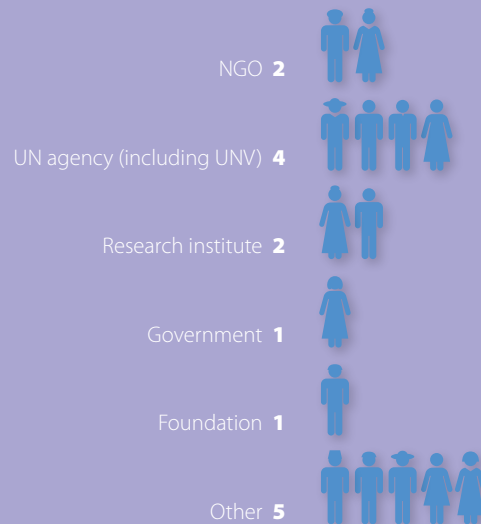 NGO 2
UN agency (including UNV) 4
Research institute 2
Government 1
Foundation 1
Other 5